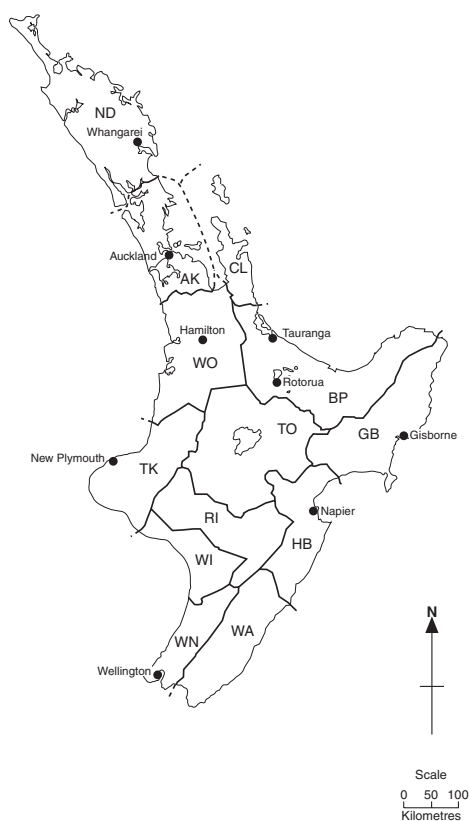 ND
Whangarei
Auckland
AK
CL
Hamilton
Tauranga
WO
Rotorua
BP
TO
GB
Gisborne
New Plymouth
TK
Napier
RI
HB
WI
WA
WN
Wellington
N
Scale
0 50 100
Kilometres